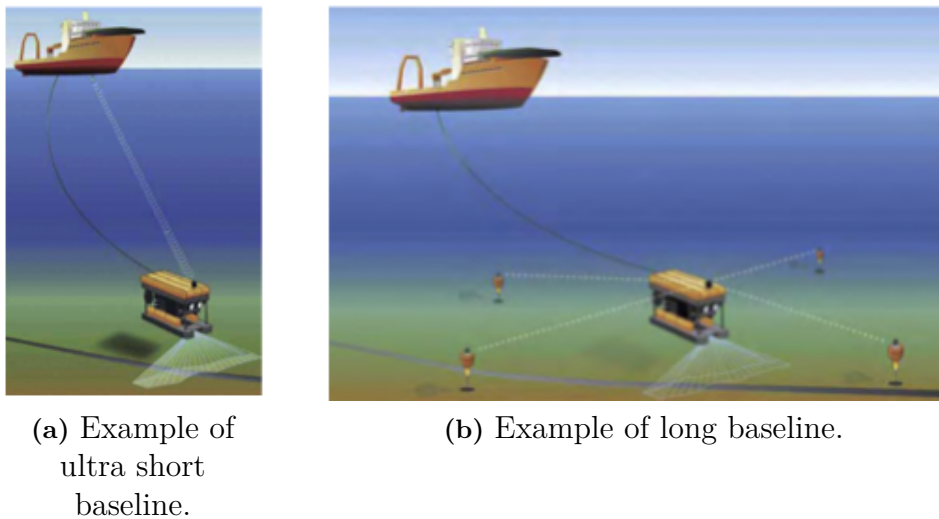 (a) Example of
ultra short
baseline.
(b) Example of long baseline.